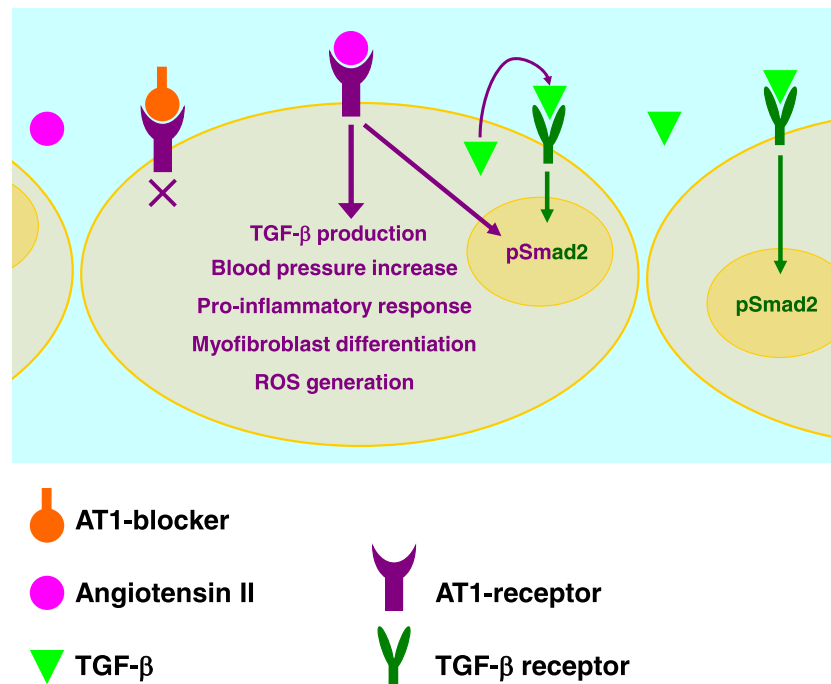 TGF-β production
Blood pressure increase
Pro-inflammatory response
Myofibroblast differentiation
ROS generation
pSmad2
pSmad2
AT1-blocker
Angiotensin II
AT1-receptor
TGF-β
TGF-β receptor